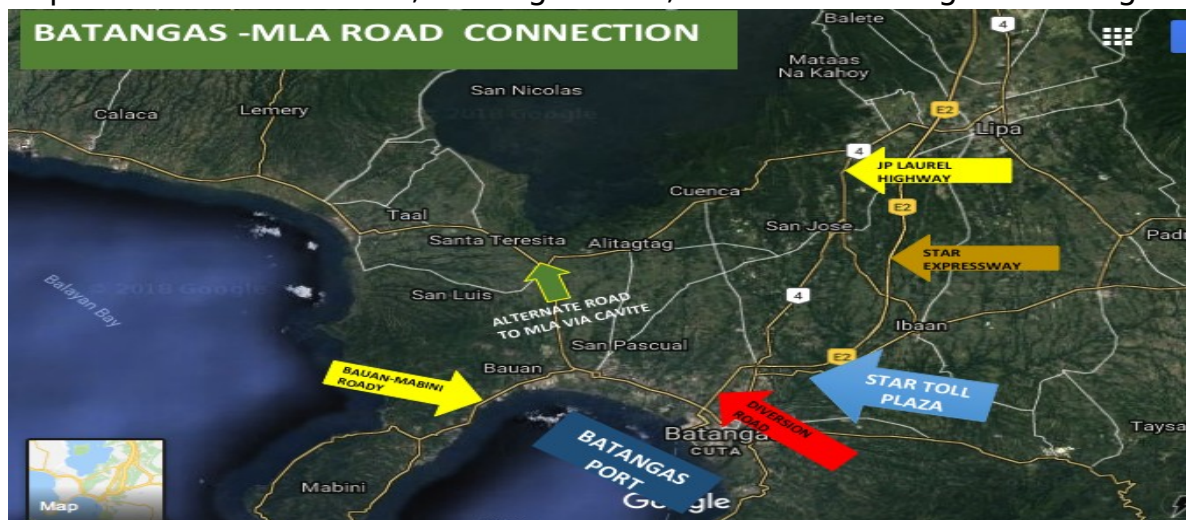 BATANGAS -MLA ROAD CONNECTION
Balete
4
Mataas
Na Kahoy
San Nicolas
Calaca
Lemery
E2
Lipa
4
JP LAUREL
HIGHWAY
Cuenca
E2
Taal
San Jose
Santa Teresita
Alitagtag
Padr
STAR
EXPRESSWAY
Balayan Bay
© 2018 Google
San Luis
4
ALTERNATE ROAD
TO MLA VIA CAVITE
Ibaan
San Pascual
E2
BAUAN-MABINI
ROADY
Bauan
STAR TOLL
PLAZA
DIVERSION
ROAD
Batanga
CUTA
Taysa
BATANGAS
PORT
Mabini
Map